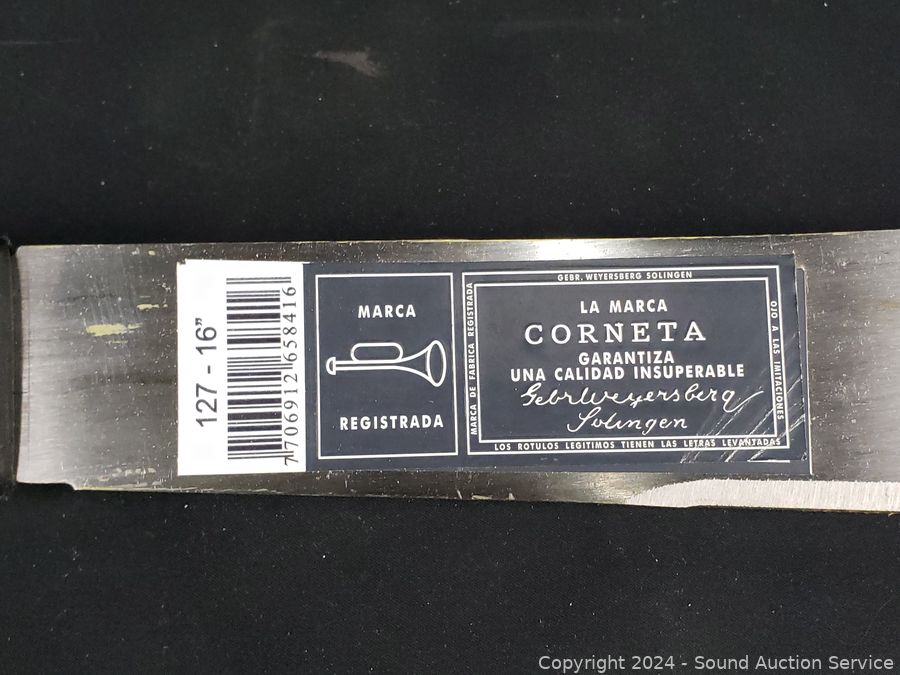 127 - 16”
7706912658416
MARCA
REGISTRADA
GEBR. WEYERSBERG SOLINGEN
MARCA DE FABRICA REGISTRADA
LA MARCA
CORNETA
GARANTIZA
UNA CALIDAD INSUPERABLE
Gebr Weyersberg
Solingen
OJO A LAS IMITACIONES
LOS ROTULOS LEGITIMOS TIENEN LAS LETRAS LEVANTADAS
Copyright © 2024 - Sound Auction Service